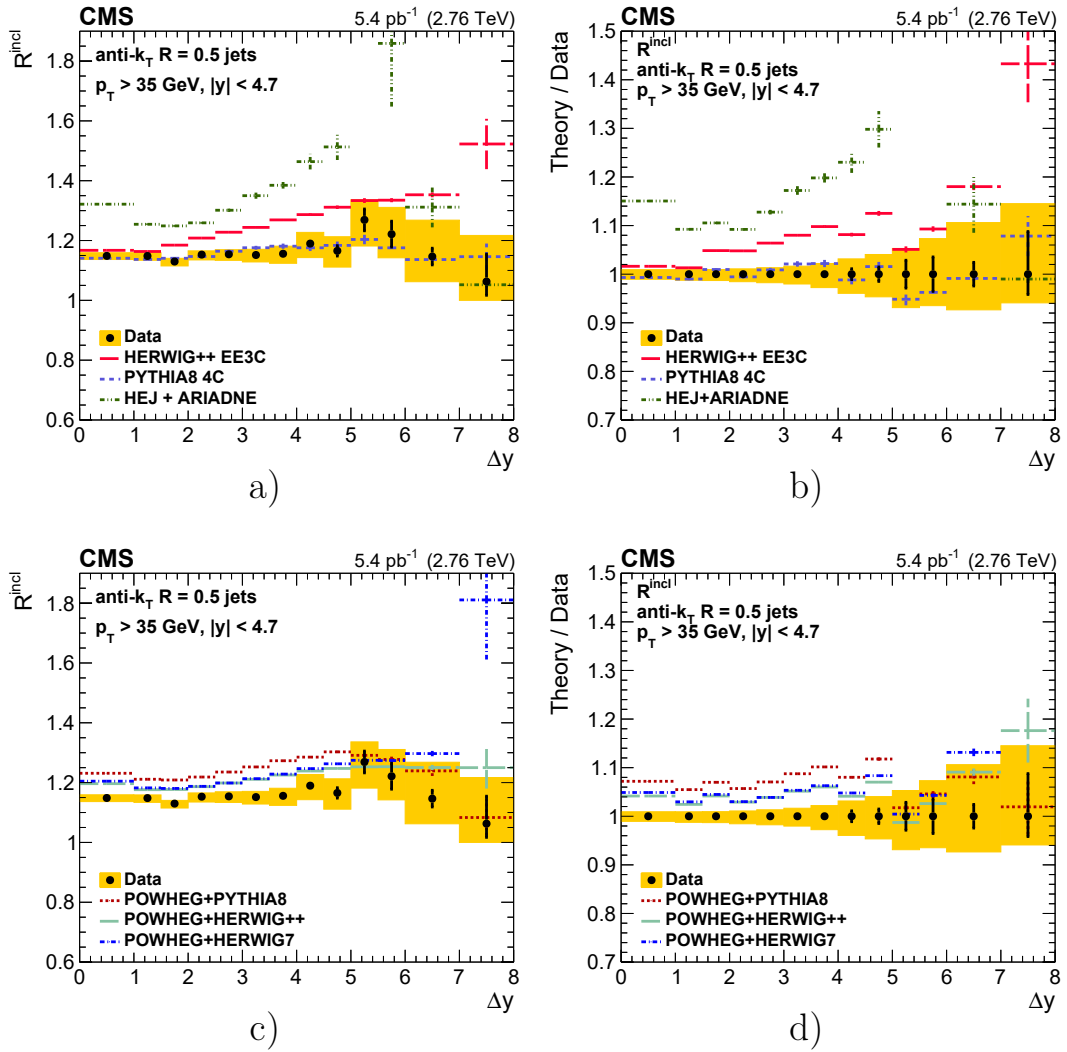 CMS 5.4 pb⁻¹ (2.76 TeV)
R^incl
anti-k_T R = 0.5 jets
p_T > 35 GeV, |y| < 4.7
1.8
1.6
1.4
1.2
1
0.8
0.6
Data
HERWIG++ EE3C
PYTHIA8 4C
HEJ + ARIADNE
0 1 2 3 4 5 6 7 8
Δy
a)
CMS 5.4 pb⁻¹ (2.76 TeV)
Theory / Data
R^incl
anti-k_T R = 0.5 jets
p_T > 35 GeV, |y| < 4.7
1.5
1.4
1.3
1.2
1.1
1
0.9
0.8
0.7
Data
HERWIG++ EE3C
PYTHIA8 4C
HEJ+ARIADNE
0 1 2 3 4 5 6 7 8
Δy
b)
CMS 5.4 pb⁻¹ (2.76 TeV)
R^incl
anti-k_T R = 0.5 jets
p_T > 35 GeV, |y| < 4.7
1.8
1.6
1.4
1.2
1
0.8
0.6
Data
POWHEG+PYTHIA8
POWHEG+HERWIG++
POWHEG+HERWIG7
0 1 2 3 4 5 6 7 8
Δy
c)
CMS 5.4 pb⁻¹ (2.76 TeV)
Theory / Data
R^incl
anti-k_T R = 0.5 jets
p_T > 35 GeV, |y| < 4.7
1.5
1.4
1.3
1.2
1.1
1
0.9
0.8
0.7
Data
POWHEG+PYTHIA8
POWHEG+HERWIG++
POWHEG+HERWIG7
0 1 2 3 4 5 6 7 8
Δy
d)